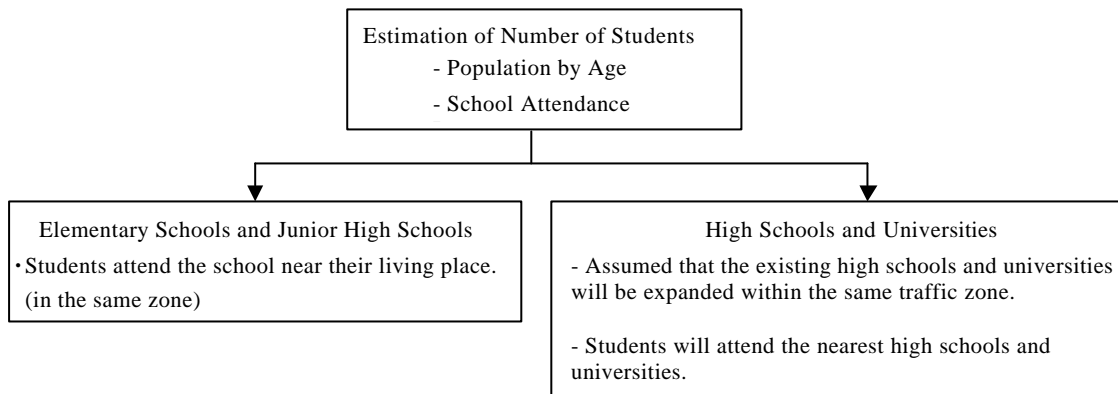 Estimation of Number of Students
- Population by Age
- School Attendance
Elementary Schools and Junior High Schools
・Students attend the school near their living place.
(in the same zone)
High Schools and Universities
- Assumed that the existing high schools and universities
will be expanded within the same traffic zone.
- Students will attend the nearest high schools and
universities.